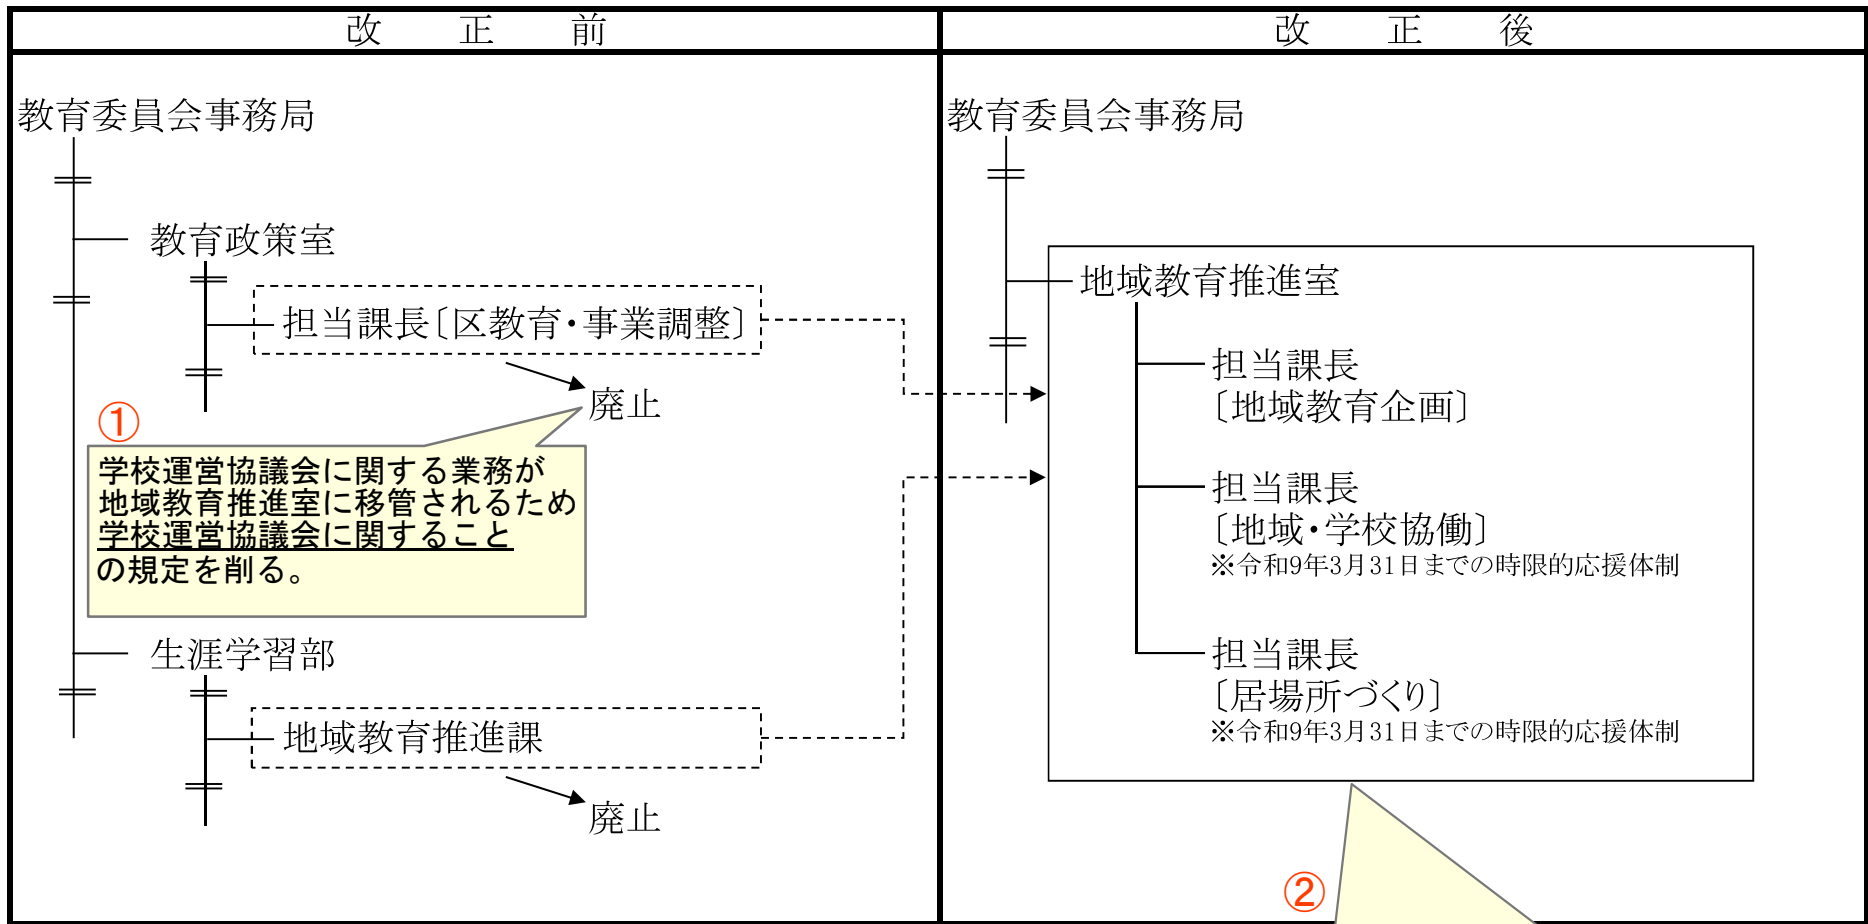 改正前
教育委員会事務局
教育政策室
担当課長〔区教育・事業調整〕
廃止
①
学校運営協議会に関する業務が
地域教育推進室に移管されるため
学校運営協議会に関すること
の規定を削る。
生涯学習部
地域教育推進課
廃止
改正後
教育委員会事務局
地域教育推進室
担当課長
〔地域教育企画〕
担当課長
〔地域・学校協働〕
※令和9年3月31日までの時限的応援体制
担当課長
〔居場所づくり〕
※令和9年3月31日までの時限的応援体制
②